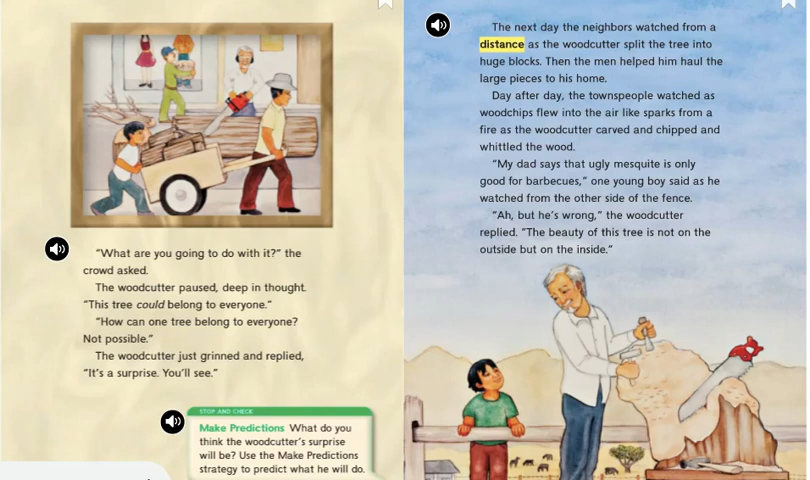 "What are you going to do with it?" the
crowd asked.
The woodcutter paused, deep in thought.
"This tree could belong to everyone."
"How can one tree belong to everyone?
Not possible."
The woodcutter just grinned and replied,
"It's a surprise. You'll see."
STOP AND CHECK
Make Predictions What do you
think the woodcutter's surprise
will be? Use the Make Predictions
strategy to predict what he will do.
The next day the neighbors watched from a
distance as the woodcutter split the tree into
huge blocks. Then the men helped him haul the
large pieces to his home.
Day after day, the townspeople watched as
woodchips flew into the air like sparks from a
fire as the woodcutter carved and chipped and
whittled the wood.
"My dad says that ugly mesquite is only
good for barbecues," one young boy said as he
watched from the other side of the fence.
"Ah, but he's wrong," the woodcutter
replied. "The beauty of this tree is not on the
outside but on the inside."